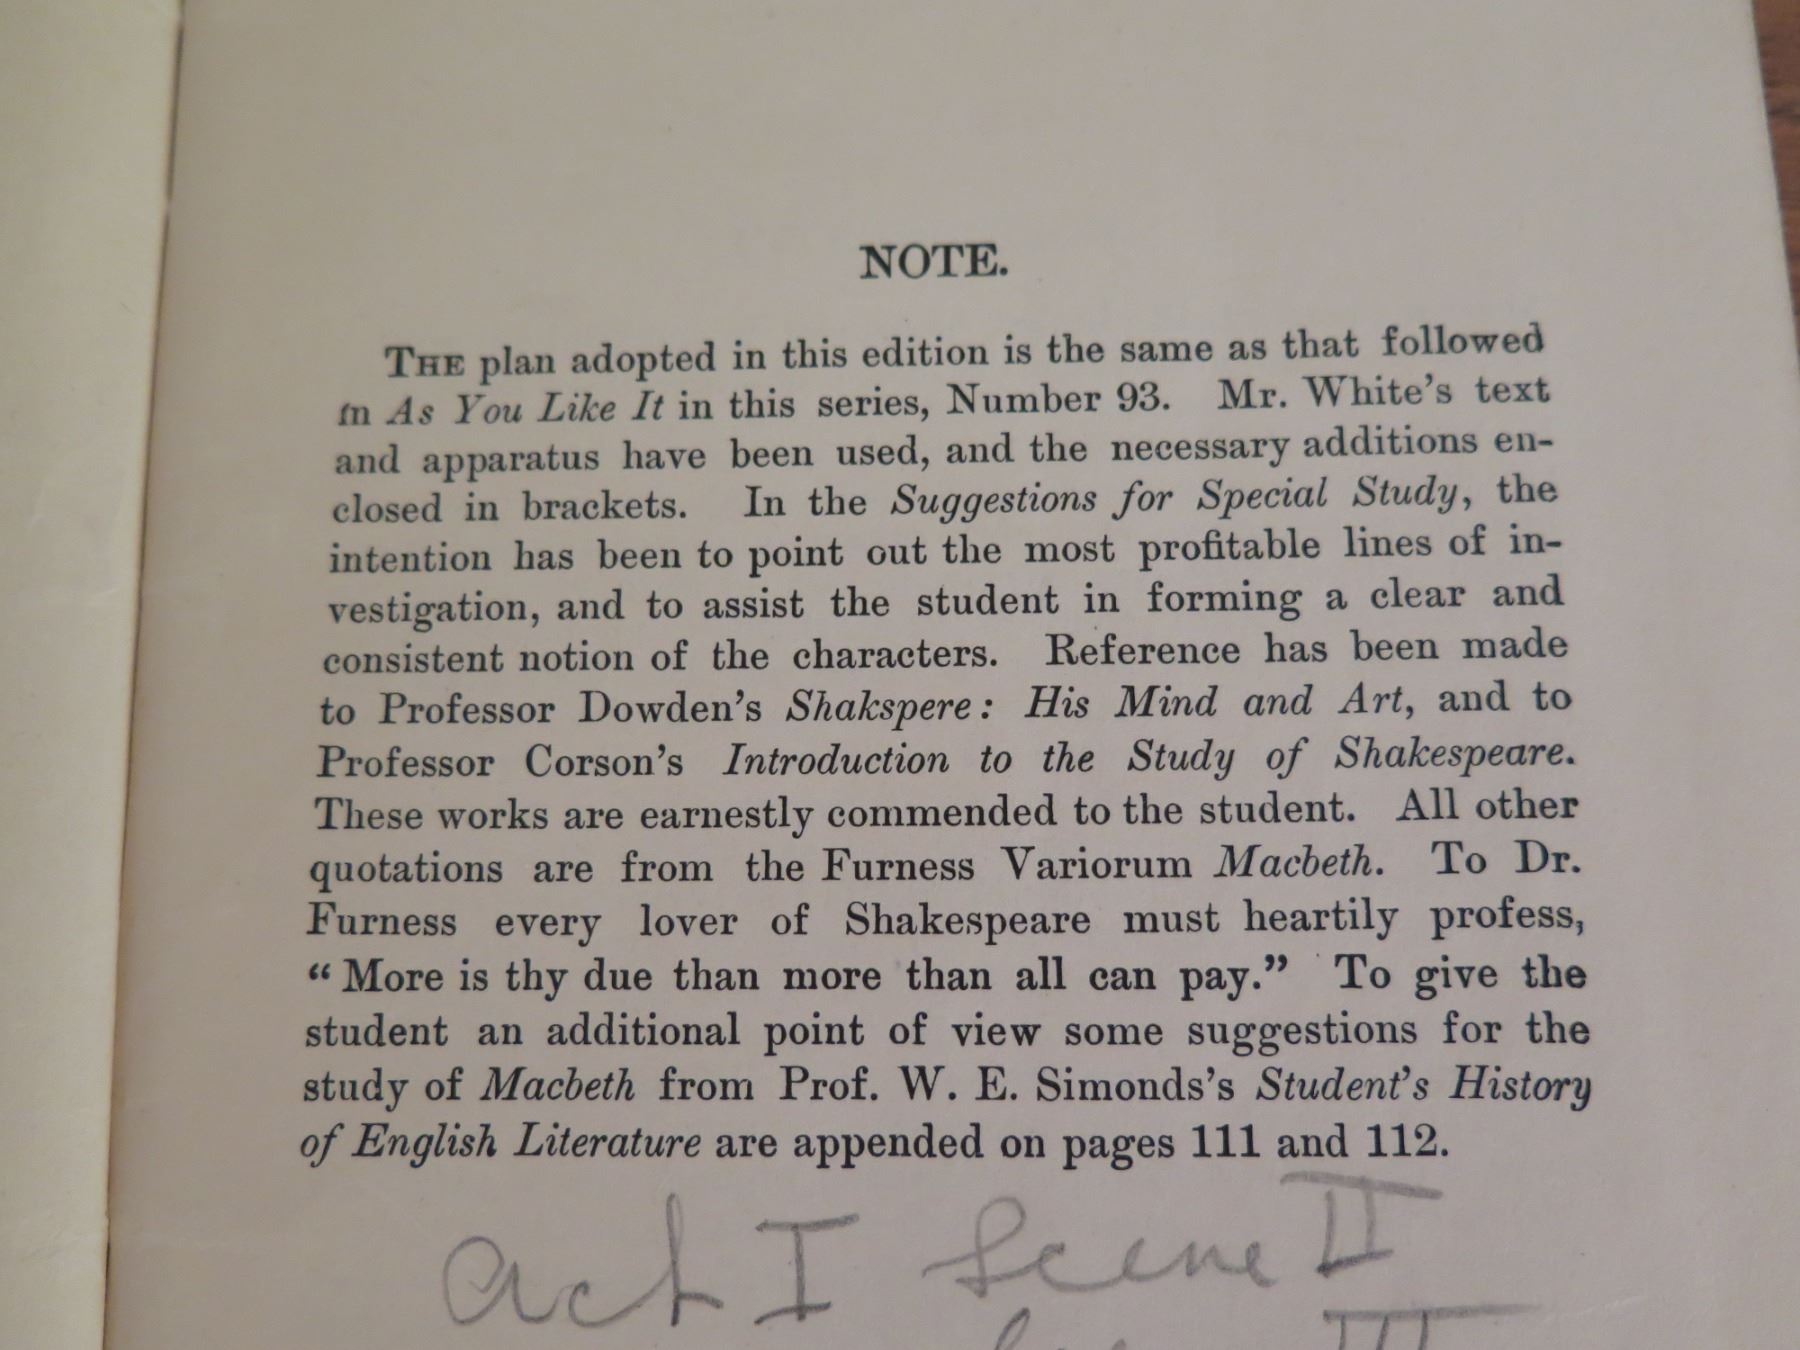 NOTE.
THE plan adopted in this edition is the same as that followed
in As You Like It in this series, Number 93. Mr. White's text
and apparatus have been used, and the necessary additions en-
closed in brackets. In the Suggestions for Special Study, the
intention has been to point out the most profitable lines of in-
vestigation, and to assist the student in forming a clear and
consistent notion of the characters. Reference has been made
to Professor Dowden's Shakspere: His Mind and Art, and to
Professor Corson's Introduction to the Study of Shakespeare.
These works are earnestly commended to the student. All other
quotations are from the Furness Variorum Macbeth. To Dr.
Furness every lover of Shakespeare must heartily profess,
“More is thy due than more than all can pay.” To give the
student an additional point of view some suggestions for the
study of Macbeth from Prof. W. E. Simonds's Student's History
of English Literature are appended on pages 111 and 112.
Act I Scene II
III